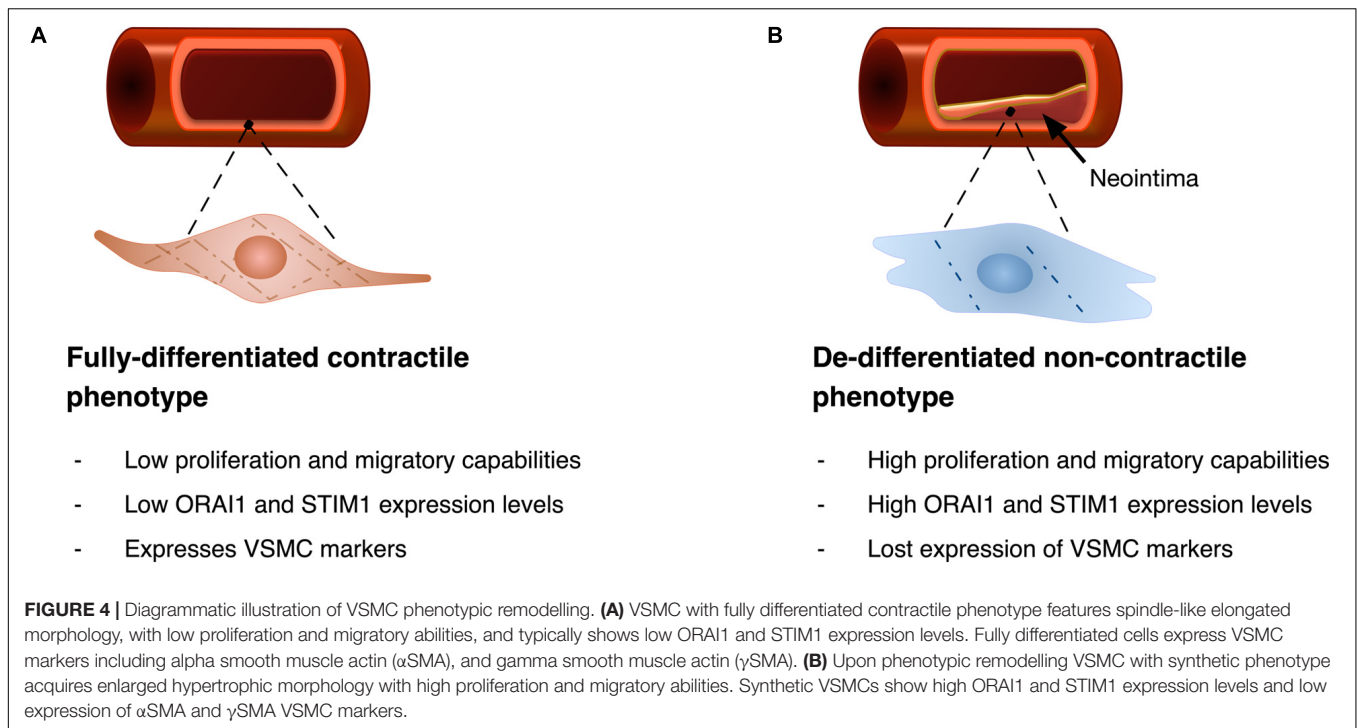 A
B
Neointima
Fully-differentiated contractile
phenotype
- Low proliferation and migratory capabilities
- Low ORAI1 and STIM1 expression levels
- Expresses VSMC markers
De-differentiated non-contractile
phenotype
- High proliferation and migratory capabilities
- High ORAI1 and STIM1 expression levels
- Lost expression of VSMC markers
FIGURE 4 | Diagrammatic illustration of VSMC phenotypic remodelling. (A) VSMC with fully differentiated contractile phenotype features spindle-like elongated
morphology, with low proliferation and migratory abilities, and typically shows low ORAI1 and STIM1 expression levels. Fully differentiated cells express VSMC
markers including alpha smooth muscle actin (αSMA), and gamma smooth muscle actin (γSMA). (B) Upon phenotypic remodelling VSMC with synthetic phenotype
acquires enlarged hypertrophic morphology with high proliferation and migratory abilities. Synthetic VSMCs show high ORAI1 and STIM1 expression levels and low
expression of αSMA and γSMA VSMC markers.